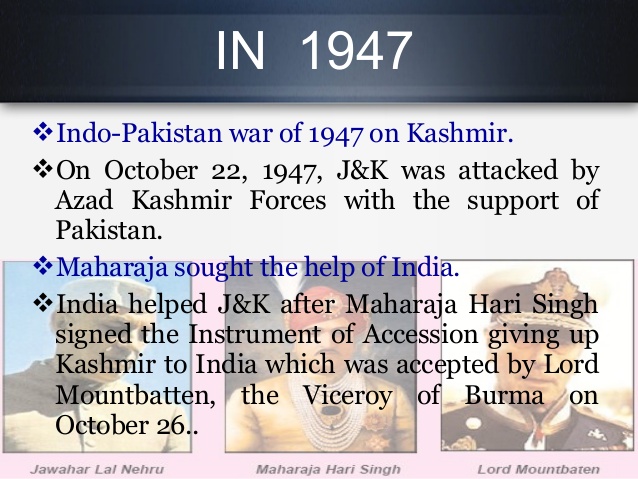 IN 1947
❖Indo-Pakistan war of 1947 on Kashmir.
❖On October 22, 1947, J&K was attacked by
Azad Kashmir Forces with the support of
Pakistan.
❖Maharaja sought the help of India.
❖India helped J&K after Maharaja Hari Singh
signed the Instrument of Accession giving up
Kashmir to India which was accepted by Lord
Mountbatten, the Viceroy of Burma on
October 26..
Jawahar Lal Nehru Maharaja Hari Singh Lord Mountbaten